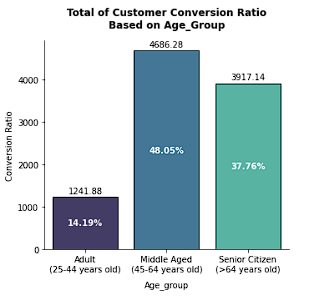 Total of Customer Conversion Ratio
Based on Age_Group
Conversion Ratio
4000
3000
2000
1000
0
1241.88
4686.28
3917.14
14.19%
48.05%
37.76%
Adult
(25-44 years old)
Middle Aged
(45-64 years old)
Senior Citizen
(>64 years old)
Age_group